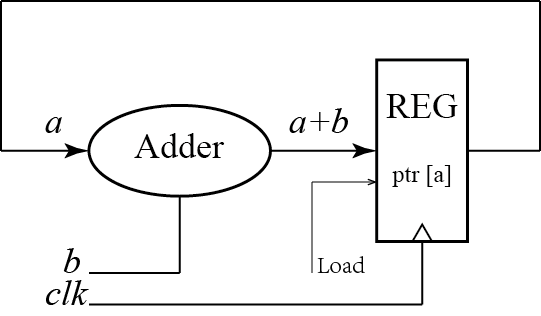 a
Adder
a+b
REG
ptr [a]
b
Load
clk